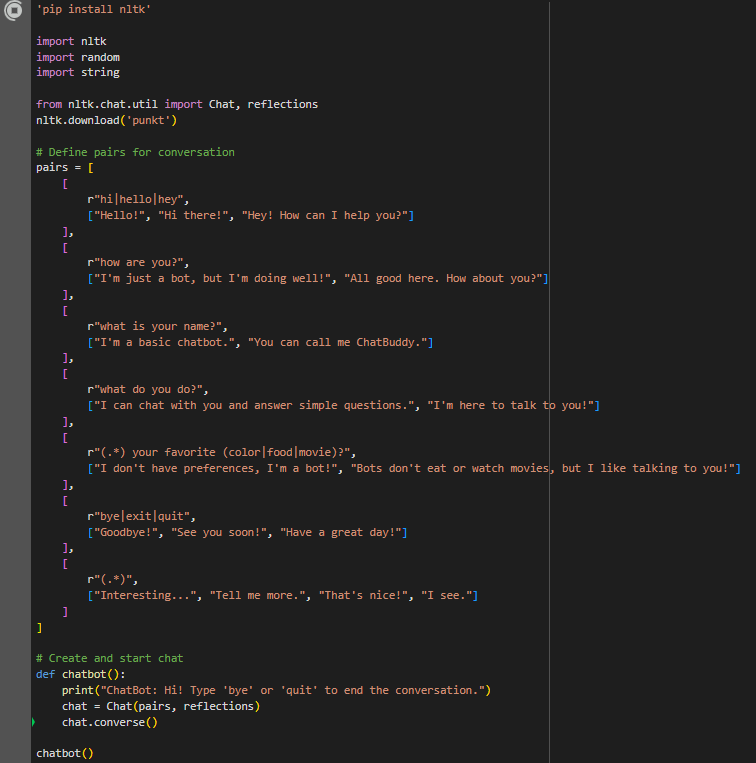 'pip install nltk'
import nltk
import random
import string
from nltk.chat.util import Chat, reflections
nltk.download('punkt')
# Define pairs for conversation
pairs = [
    [
        r"hi|hello|hey",
        ["Hello!", "Hi there!", "Hey! How can I help you?"]
    ],
    [
        r"how are you?",
        ["I'm just a bot, but I'm doing well!", "All good here. How about you?"]
    ],
    [
        r"what is your name?",
        ["I'm a basic chatbot.", "You can call me ChatBuddy."]
    ],
    [
        r"what do you do?",
        ["I can chat with you and answer simple questions.", "I'm here to talk to you!"]
    ],
    [
        r"(.*) your favorite (color|food|movie)?",
        ["I don't have preferences, I'm a bot!", "Bots don't eat or watch movies, but I like talking to you!"]
    ],
    [
        r"bye|exit|quit",
        ["Goodbye!", "See you soon!", "Have a great day!"]
    ],
    [
        r"(.*)",
        ["Interesting...", "Tell me more.", "That's nice!", "I see."]
    ]
]
# Create and start chat
def chatbot():
    print("ChatBot: Hi! Type 'bye' or 'quit' to end the conversation.")
    chat = Chat(pairs, reflections)
    chat.converse()
chatbot()